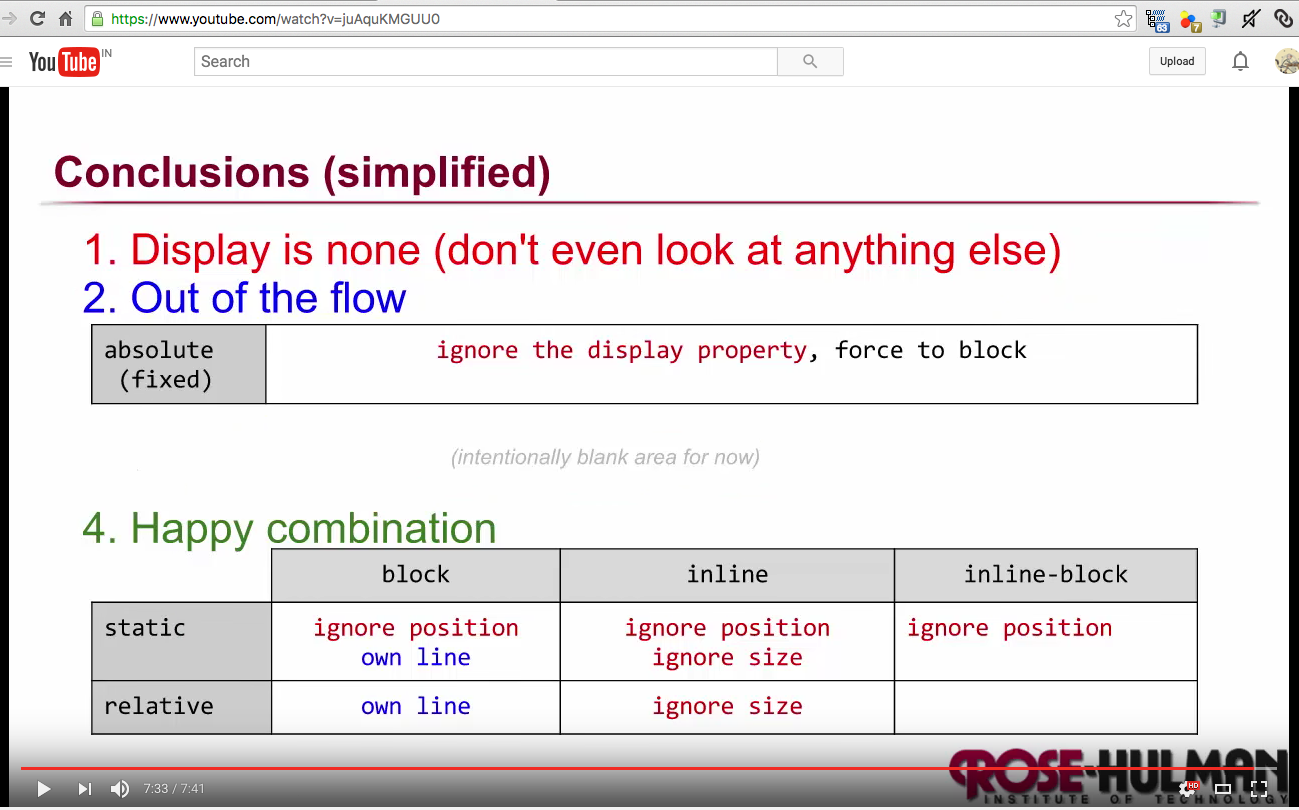 https://www.youtube.com/watch?v=juAquKMGUU0
63
7
YouTube IN
Search
Upload
Conclusions (simplified)
1. Display is none (don't even look at anything else)
2. Out of the flow
absolute ignore the display property, force to block
(fixed)
(intentionally blank area for now)
4. Happy combination
block inline inline-block
static ignore position ignore position ignore position
own line ignore size
relative own line ignore size
ROSE-HULMAN
INSTITUTE OF TECHNOLOGY
7:33 / 7:41
HD